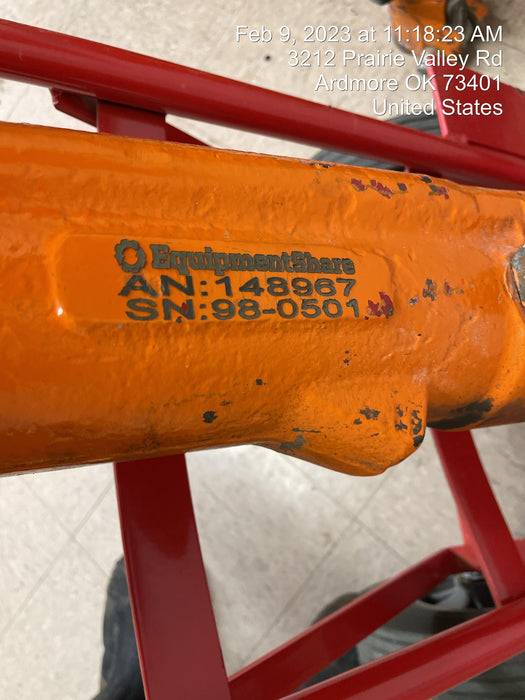 Feb 9, 2023 at 11:18:23 AM
3212 Prairie Valley Rd
Ardmore OK 73401
United States
EquipmentShare
AN:148967
SN:98-0501